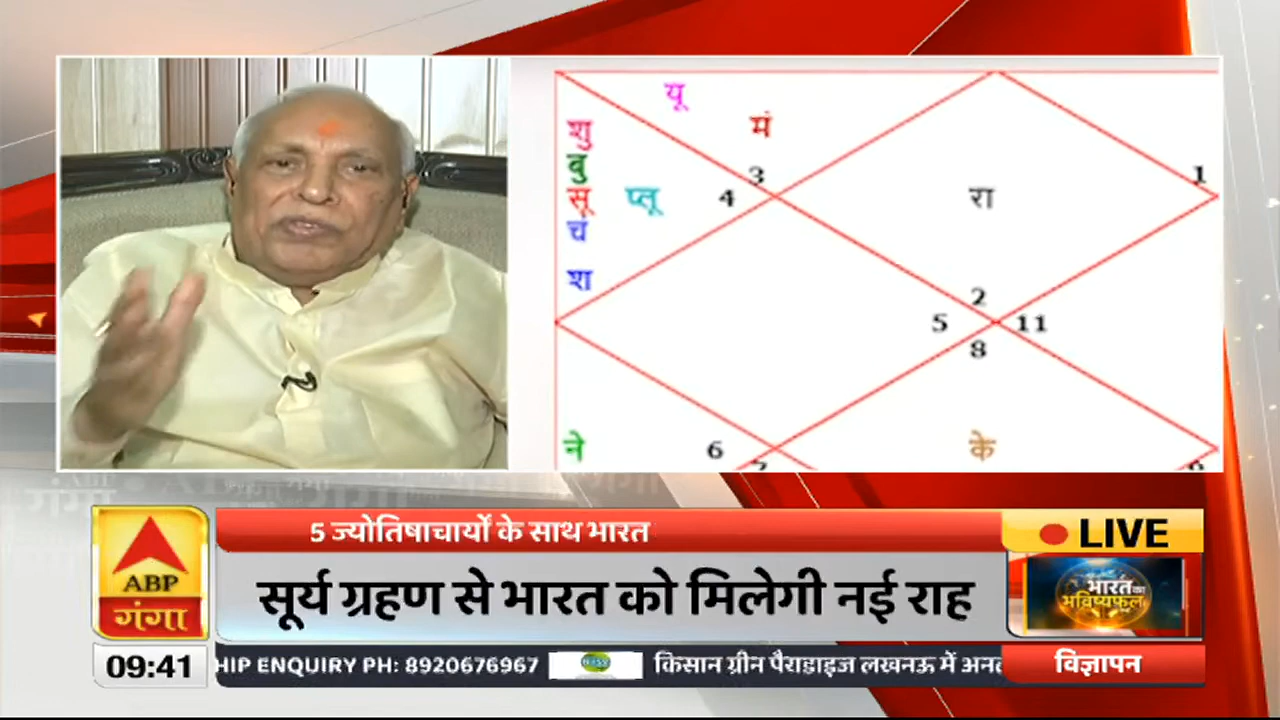 यू
मं
शु
बु
सू
प्लू
चं
श
3
4
रा
1
2
5
11
8
ने
6
के
5 ज्योतिषाचार्यो के साथ भारत
LIVE
ABP
गंगा
सूर्य ग्रहण से भारत को मिलेगी नई राह
भारत का
भविष्यफल
09:41
HIP ENQUIRY PH: 8920676967
किसान ग्रीन पैराडाइज लखनऊ में
विज्ञापन